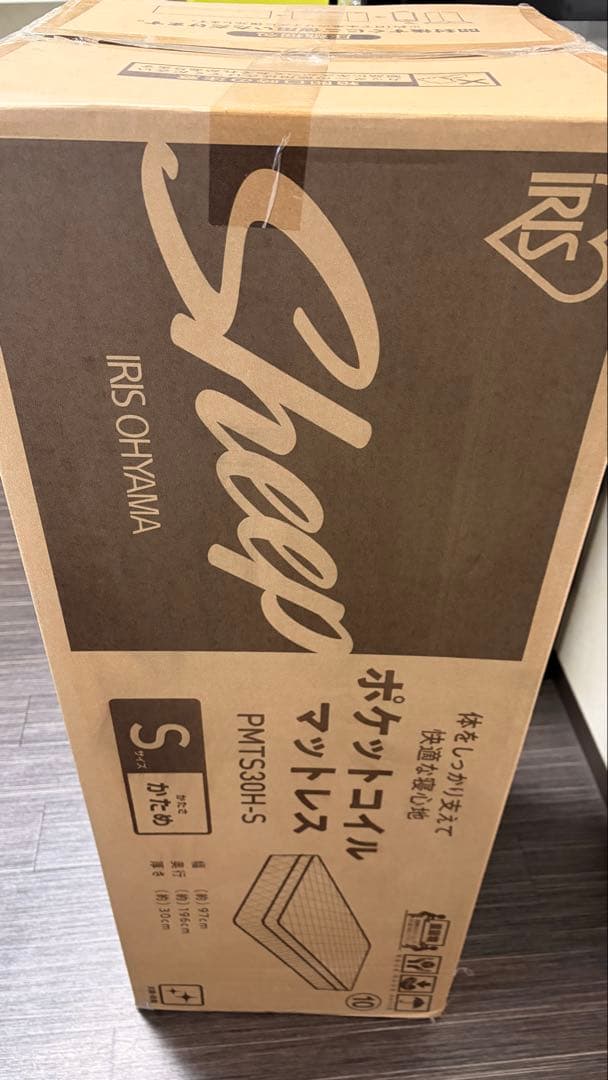 IRIS
Sheep
IRIS OHYAMA
体をしっかり支えて
快適な寝心地
ポケットコイル
マットレス
PMTS30H-S
Sサイズ
かたさ
かため
幅 (約)97cm
奥行 (約)196cm
厚さ (約)30cm
10